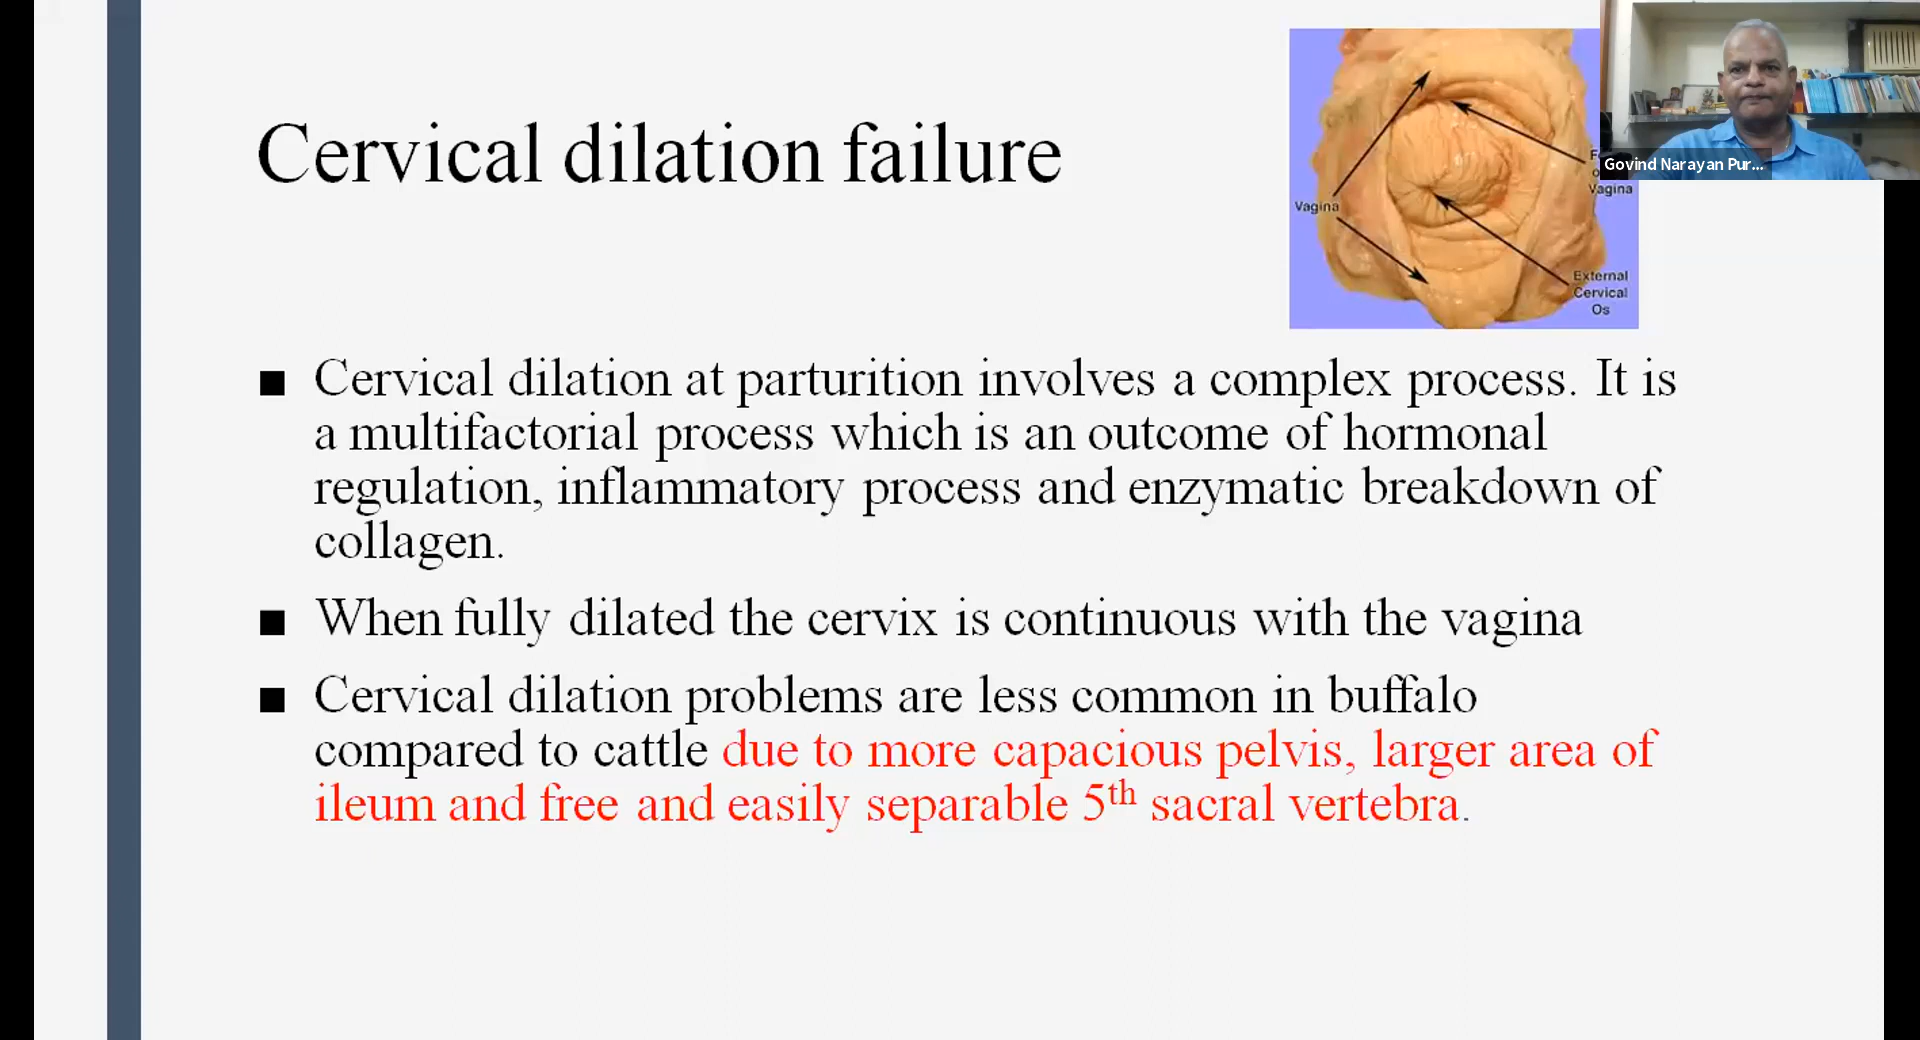 Cervical dilation failure
Vagina
Vagina
External
Cervical
Os
Govind Narayan Pur...
■ Cervical dilation at parturition involves a complex process. It is
a multifactorial process which is an outcome of hormonal
regulation, inflammatory process and enzymatic breakdown of
collagen.
■ When fully dilated the cervix is continuous with the vagina
■ Cervical dilation problems are less common in buffalo
compared to cattle due to more capacious pelvis, larger area of
ileum and free and easily separable 5th sacral vertebra.